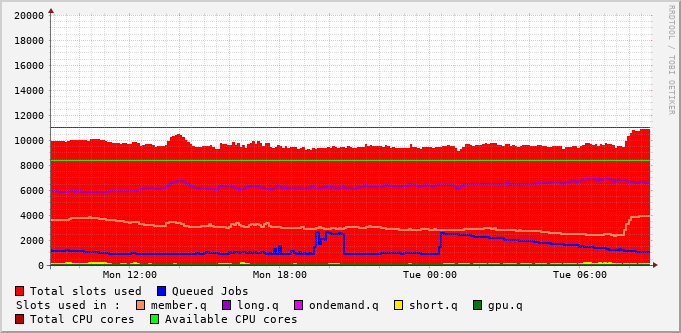 20000
18000
16000
14000
12000
10000
8000
6000
4000
2000
0
Mon 12:00 Mon 18:00 Tue 00:00 Tue 06:00
Total slots used Queued Jobs
Slots used in : member.q long.q ondemand.q short.q gpu.q
Total CPU cores Available CPU cores
RRDTOOL / TOBI OETIKER